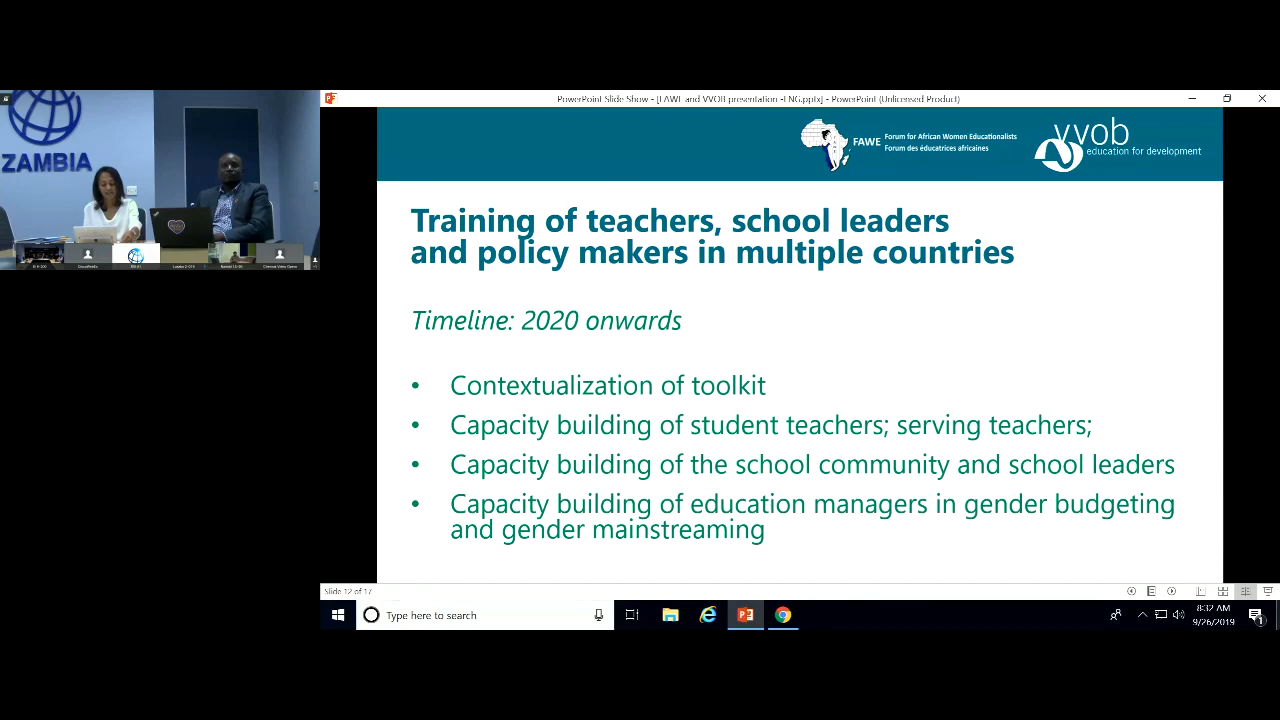 ZAMBIA
PowerPoint Slide Show - [FAWE and VVOB presentation -ENG.pptx] - PowerPoint (Unlicensed Product)
FAWE
Forum for African Women Educationalists
Forum des éducatrices africaines
vvob
education for development
Training of teachers, school leaders
and policy makers in multiple countries
Timeline: 2020 onwards
• Contextualization of toolkit
• Capacity building of student teachers; serving teachers;
• Capacity building of the school community and school leaders
• Capacity building of education managers in gender budgeting
and gender mainstreaming
Slide 12 of 17
Type here to search
8:32 AM
9/26/2019
1